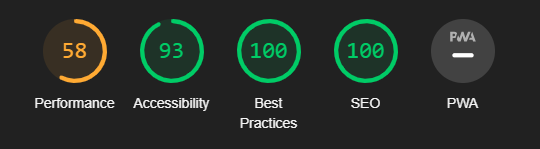 58
93
100
100
PWA
Performance
Accessibility
Best
Practices
SEO
PWA